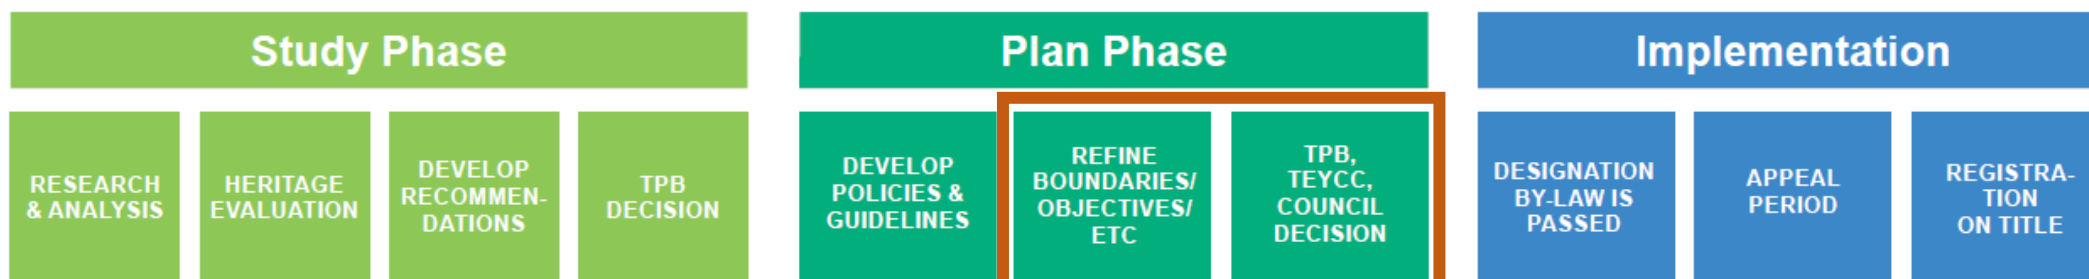 Study Phase
Plan Phase
Implementation
RESEARCH
& ANALYSIS
HERITAGE
EVALUATION
DEVELOP
RECOMMEN-
DATIONS
TPB
DECISION
DEVELOP
POLICIES &
GUIDELINES
REFINE
BOUNDARIES/
OBJECTIVES/
ETC
TPB,
TEYCC,
COUNCIL
DECISION
DESIGNATION
BY-LAW IS
PASSED
APPEAL
PERIOD
REGISTRA-
TION
ON TITLE